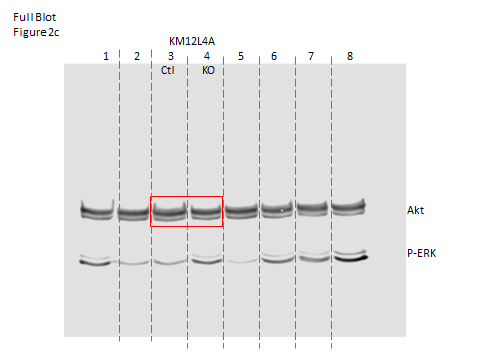 Full Blot
Figure 2c
KM12L4A
1 2 3 4 5 6 7 8
Ctl KO
Akt
P-ERK